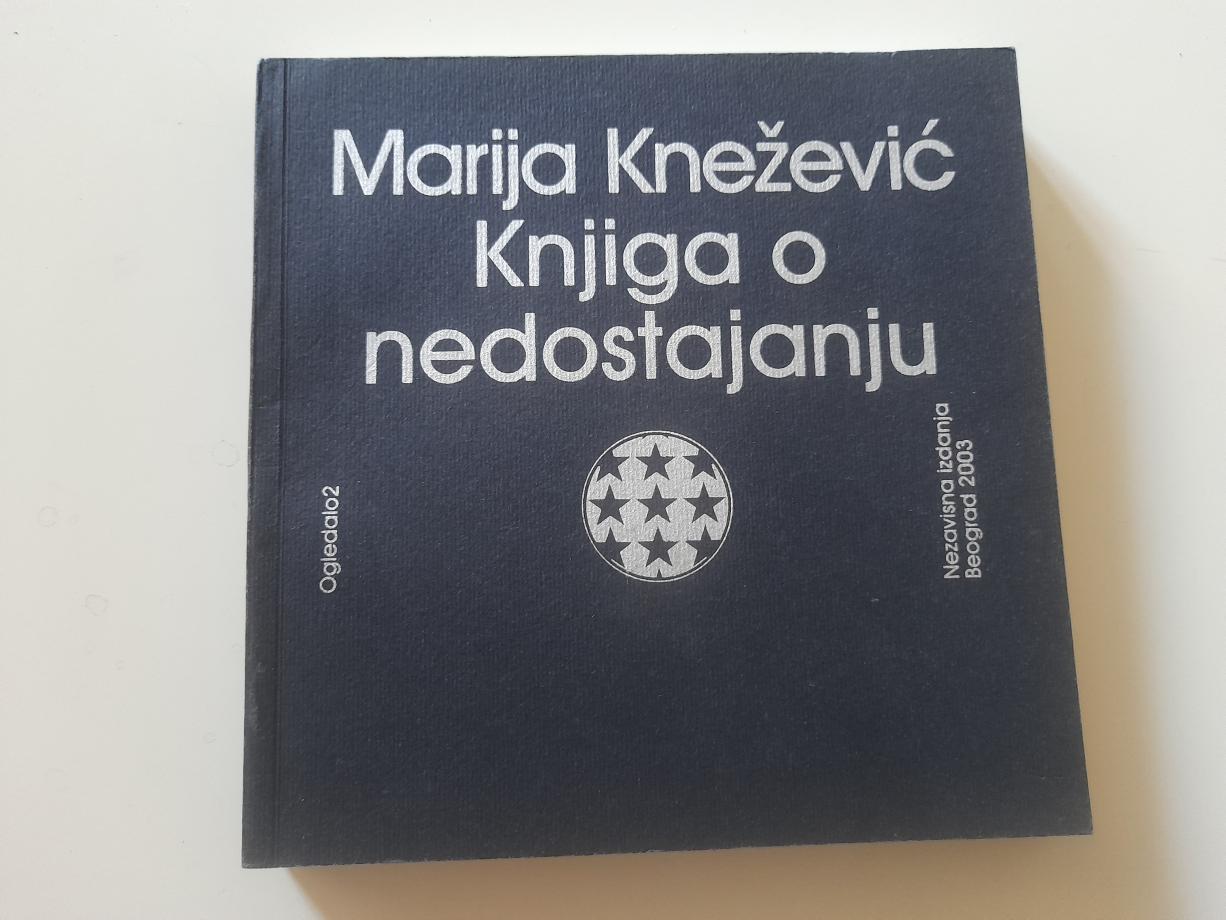 Marija Knežević
Knjiga o
nedostajanju
Ogledalo2
Nezavisna izdanja
Beograd 2003